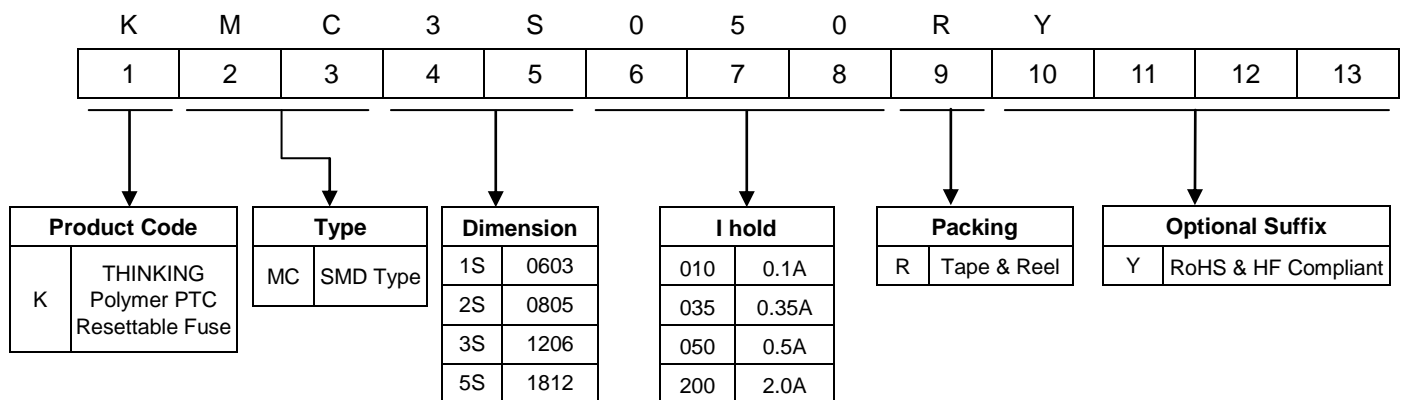 K M C 3 S 0 5 0 R Y
1 2 3 4 5 6 7 8 9 10 11 12 13
Product Code
K THINKING
Polymer PTC
Resettable Fuse
Type
MC SMD Type
Dimension
1S 0603
2S 0805
3S 1206
5S 1812
I hold
010 0.1A
035 0.35A
050 0.5A
200 2.0A
Packing
R Tape & Reel
Optional Suffix
Y RoHS & HF Compliant